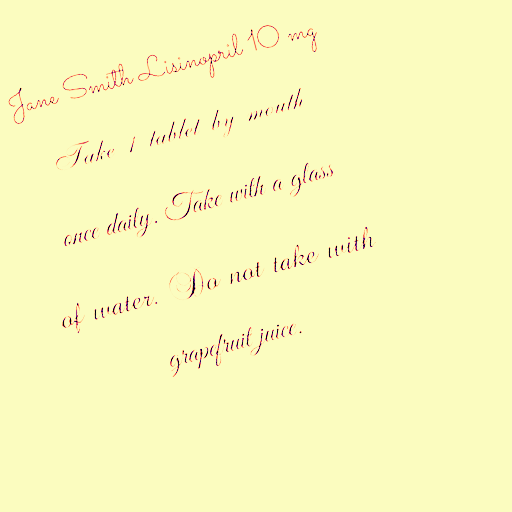 Jane Smith Lisinopril 10 mg
Take 1 tablet by mouth
once daily. Take with a glass
of water. Do not take with
grapefruit juice.